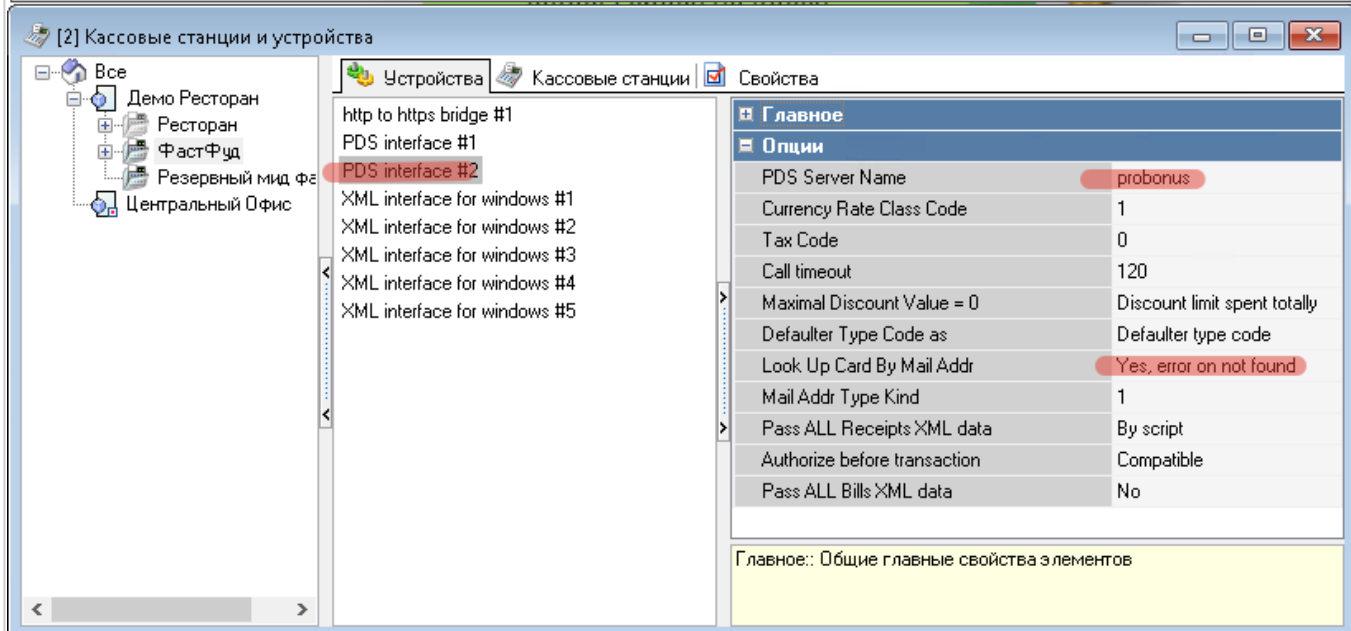 [2] Кассовые станции и устройства
Все
Демо Ресторан
Ресторан
ФастФуд
Резервный мид фа
Центральный Офис
Устройства Кассовые станции Свойства
http to https bridge #1
PDS interface #1
PDS interface #2
XML interface for windows #1
XML interface for windows #2
XML interface for windows #3
XML interface for windows #4
XML interface for windows #5
Главное
Опции
PDS Server Name probonus
Currency Rate Class Code 1
Tax Code 0
Call timeout 120
Maximal Discount Value = 0 Discount limit spent totally
Defaulter Type Code as Defaulter type code
Look Up Card By Mail Addr Yes, error on not found
Mail Addr Type Kind 1
Pass ALL Receipts XML data By script
Authorize before transaction Compatible
Pass ALL Bills XML data No
Главное:: Общие главные свойства элементов